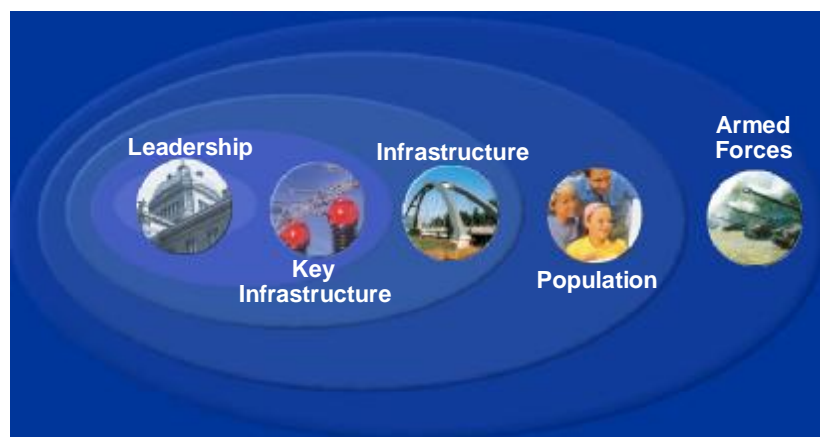 Leadership
Key
Infrastructure
Infrastructure
Population
Armed
Forces